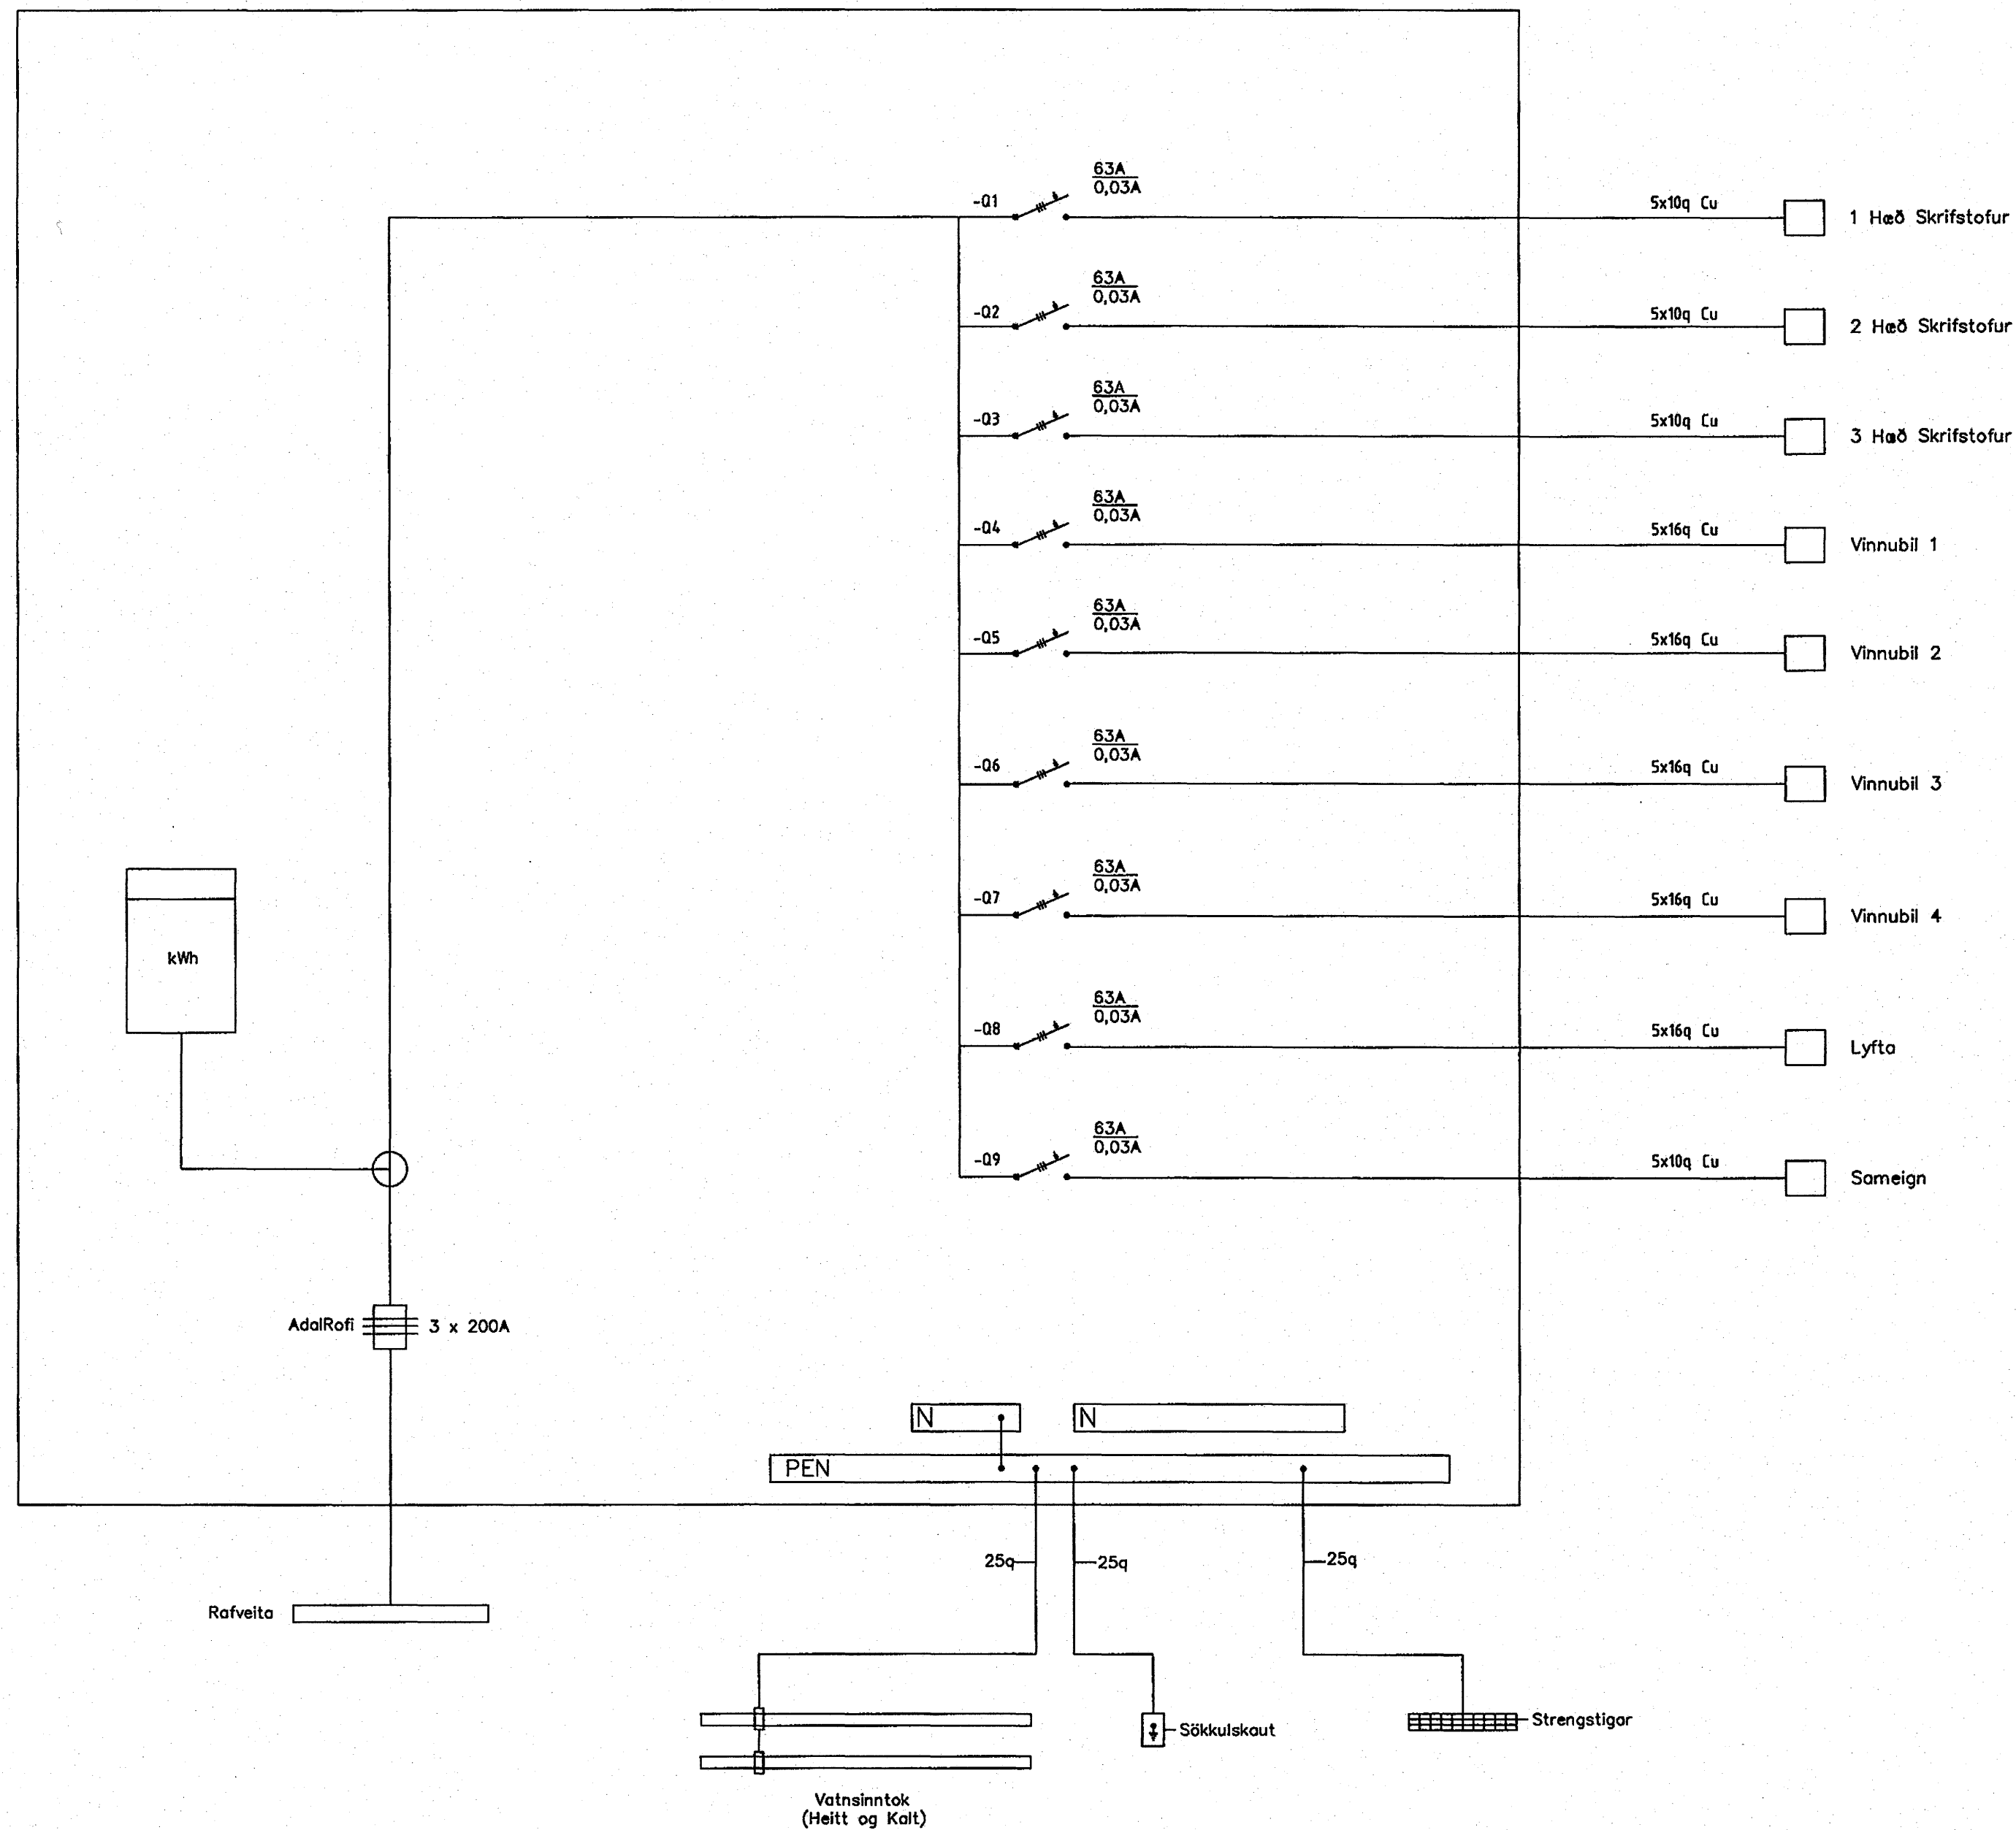 63A
0,03A
-Q1
5x10q Cu
1 Hæð Skrifstofur
63A
0,03A
-Q2
5x10q Cu
2 Hæð Skrifstofur
63A
0,03A
-Q3
5x10q Cu
3 Hæð Skrifstofur
63A
0,03A
-Q4
5x16q Cu
Vinnubil 1
63A
0,03A
-Q5
5x16q Cu
Vinnubil 2
63A
0,03A
-Q6
5x16q Cu
Vinnubil 3
63A
0,03A
-Q7
5x16q Cu
Vinnubil 4
kWh
63A
0,03A
-Q8
5x16q Cu
Lyfta
63A
0,03A
-Q9
5x10q Cu
Sameign
AdalRofi
3 x 200A
N
N
PEN
25q
25q
25q
Rafveita
Sökkulskaut
Strengstigar
Vatnsinntok
(Heitt og Kalt)